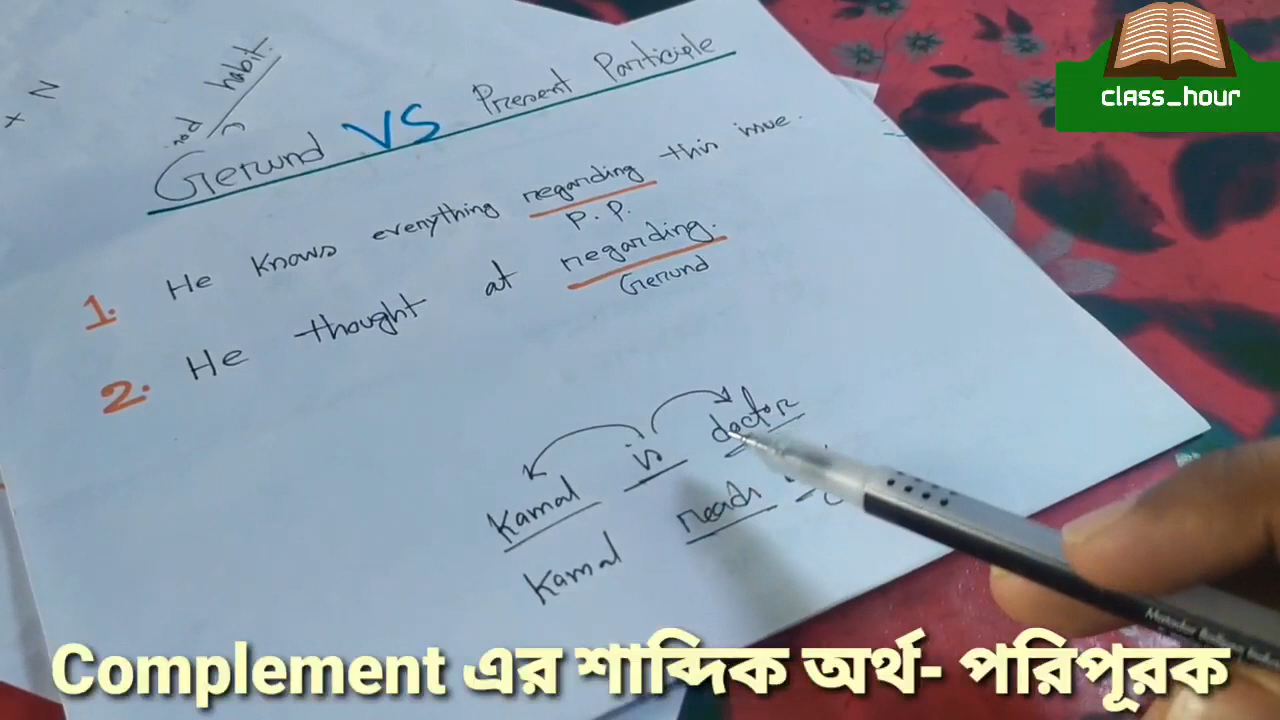 class_hour
N
x
habit
Gerund VS Present Participle
1. He knows everything regarding this issue.
P.P.
2. He thought at regarding.
Gerund
Kamal is doctor
Kamal reads
Complement এর শাব্দিক অর্থ- পরিপূরক